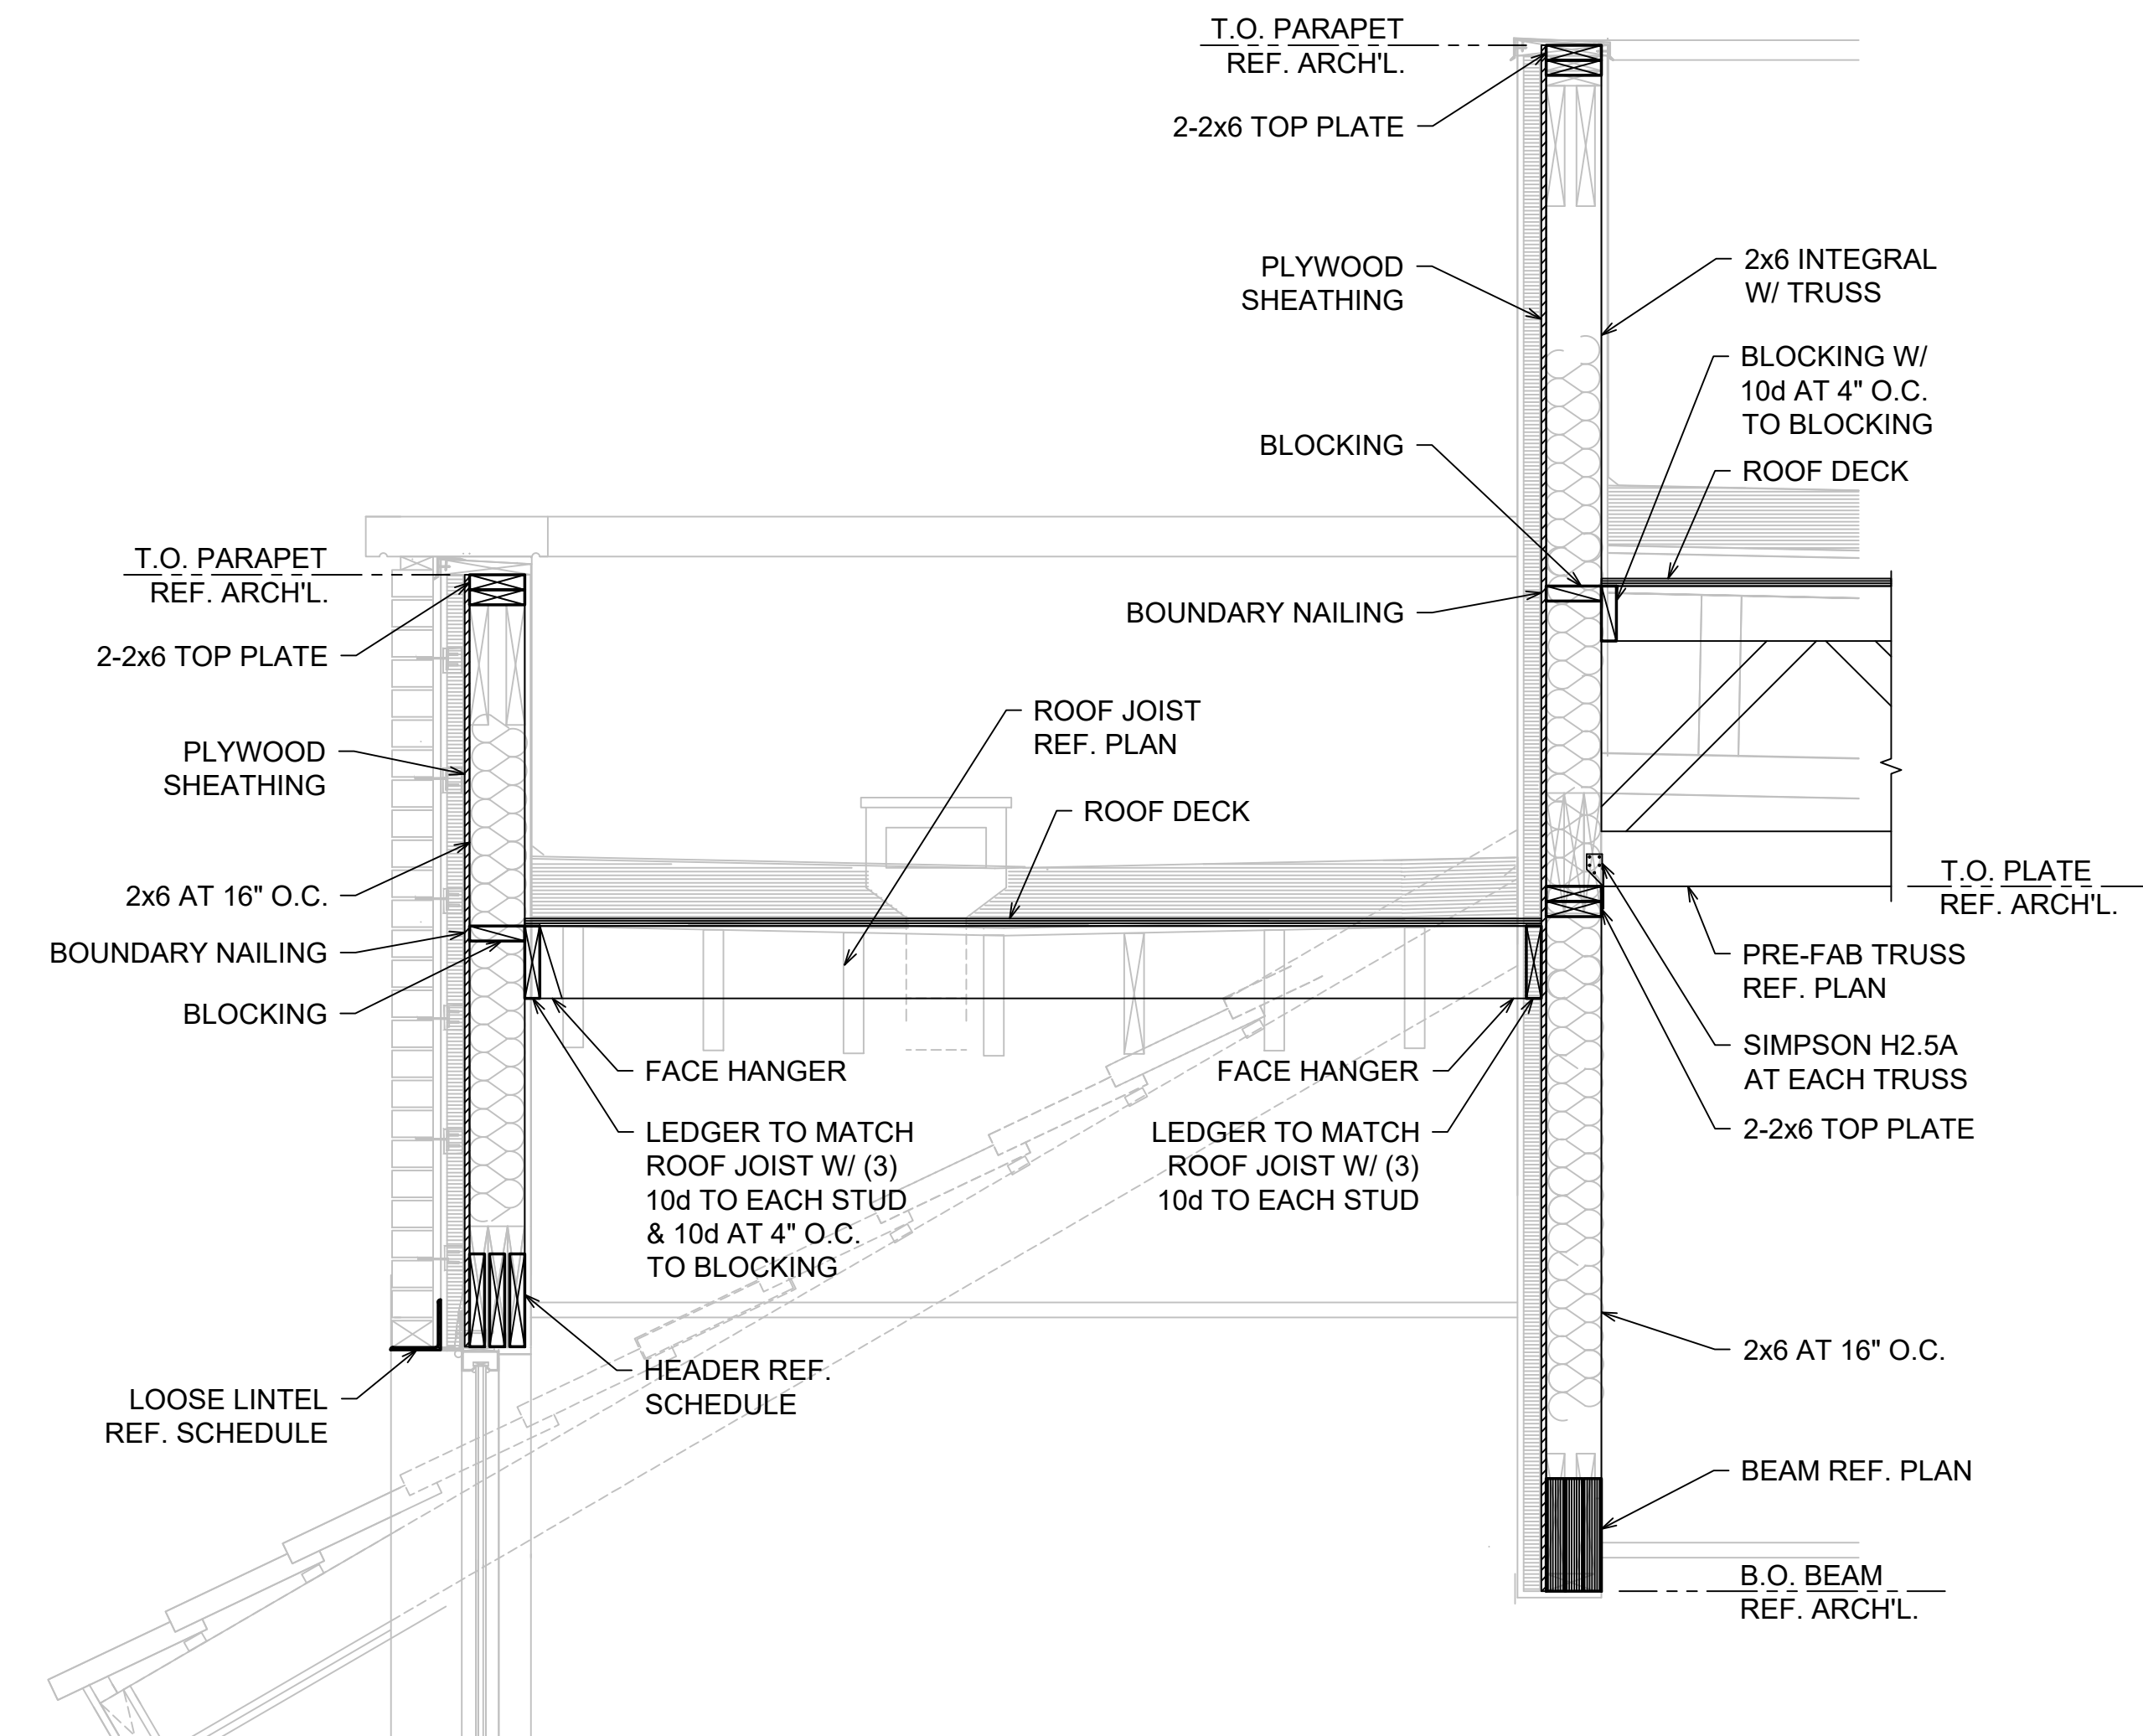 T.O. PARAPET
REF. ARCH'L.
2-2x6 TOP PLATE
PLYWOOD
SHEATHING
2x6 INTEGRAL
W/ TRUSS
BLOCKING W/
10d AT 4" O.C.
TO BLOCKING
BLOCKING
ROOF DECK
BOUNDARY NAILING
T.O. PARAPET
REF. ARCH'L.
2-2x6 TOP PLATE
PLYWOOD
SHEATHING
2x6 AT 16" O.C.
BOUNDARY NAILING
BLOCKING
ROOF JOIST
REF. PLAN
ROOF DECK
T.O. PLATE
REF. ARCH'L.
PRE-FAB TRUSS
REF. PLAN
SIMPSON H2.5A
AT EACH TRUSS
2-2x6 TOP PLATE
FACE HANGER
LEDGER TO MATCH
ROOF JOIST W/ (3)
10d TO EACH STUD
& 10d AT 4" O.C.
TO BLOCKING
FACE HANGER
LEDGER TO MATCH
ROOF JOIST W/ (3)
10d TO EACH STUD
HEADER REF.
SCHEDULE
LOOSE LINTEL
REF. SCHEDULE
2x6 AT 16" O.C.
BEAM REF. PLAN
B.O. BEAM
REF. ARCH'L.